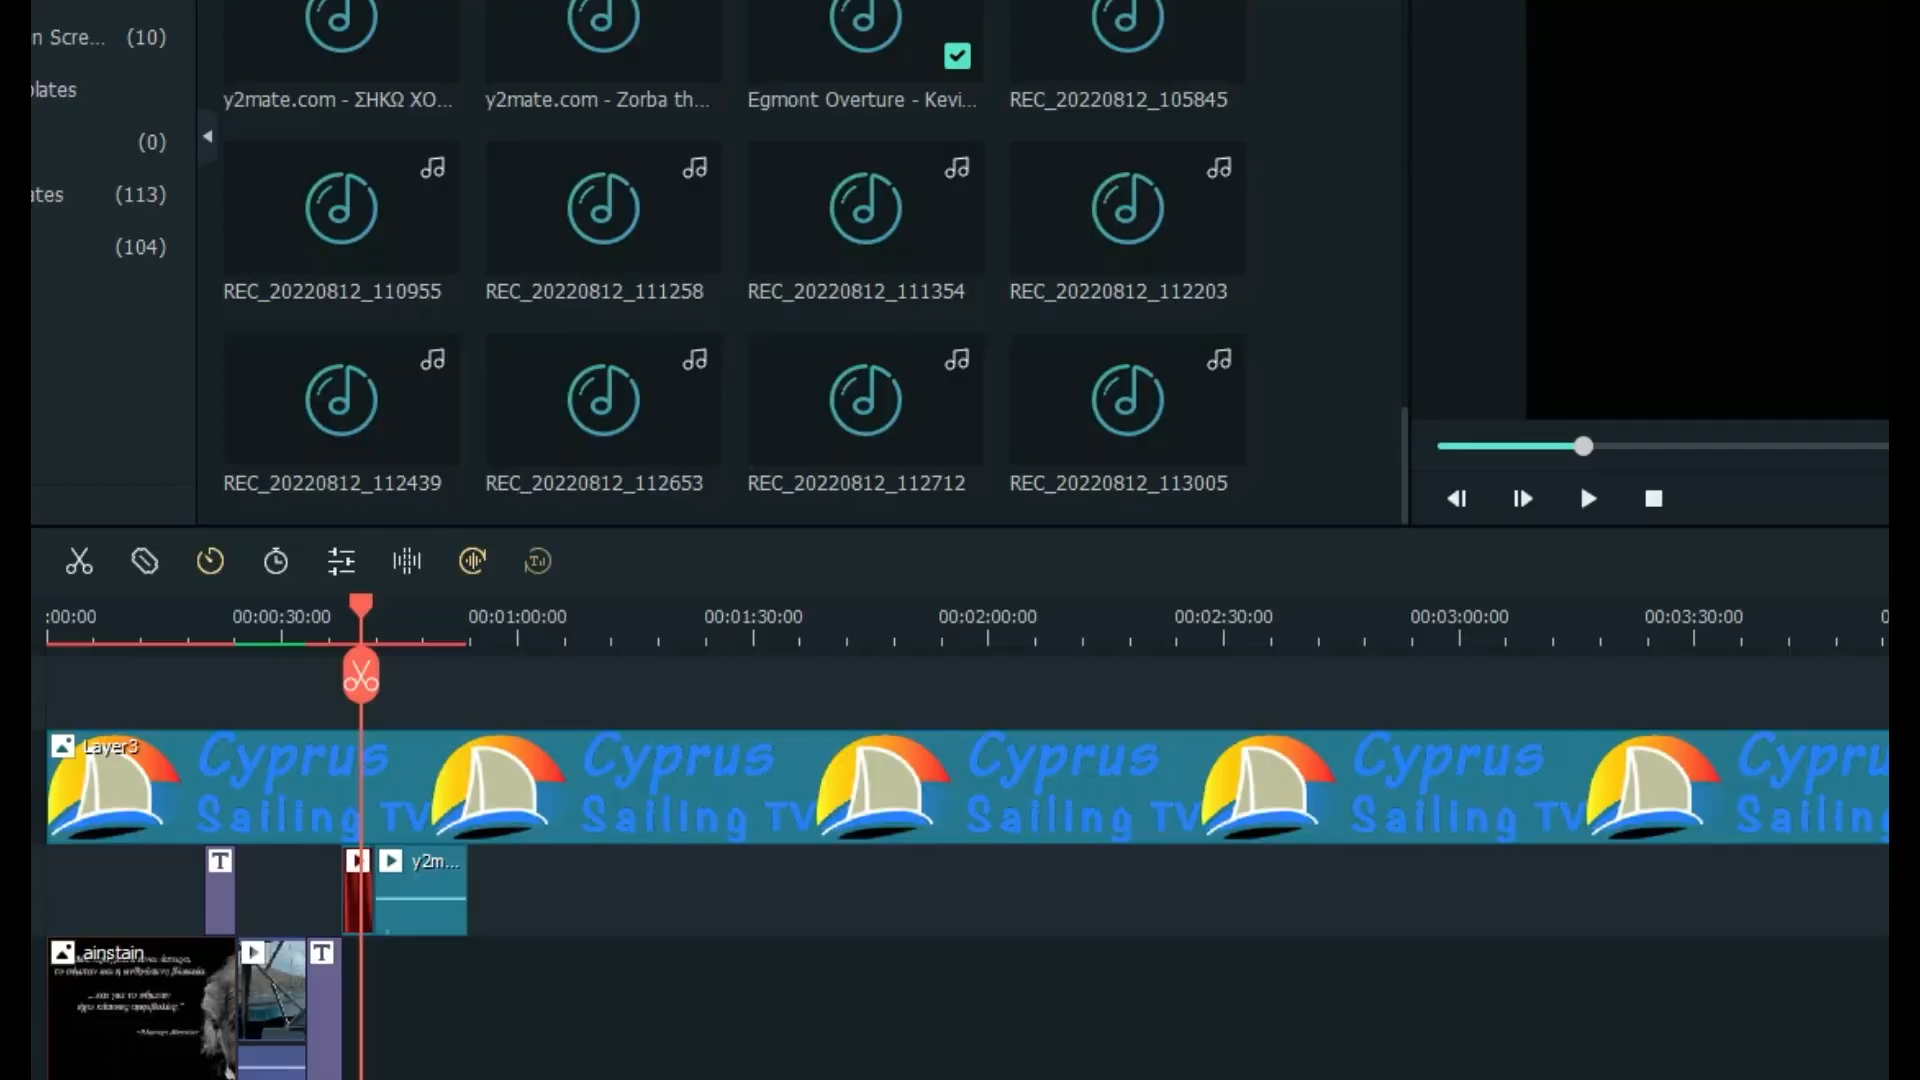 n Scre... (10)
plates
(0)
ates (113)
(104)
y2mate.com - ΣΗΚΩ ΧΟ...
y2mate.com - Zorba th...
Egmont Overture - Kevi...
REC_20220812_105845
REC_20220812_110955
REC_20220812_111258
REC_20220812_111354
REC_20220812_112203
REC_20220812_112439
REC_20220812_112653
REC_20220812_112712
REC_20220812_113005
:00:00
00:00:30:00
00:01:00:00
00:01:30:00
00:02:00:00
00:02:30:00
00:03:00:00
00:03:30:00
0
Layer3
Cyprus
Sailing TV
Cyprus
Sailing TV
Cyprus
Sailing TV
Cyprus
Sailing TV
Cypru
Sailing
T
y2m...
ainstain
T